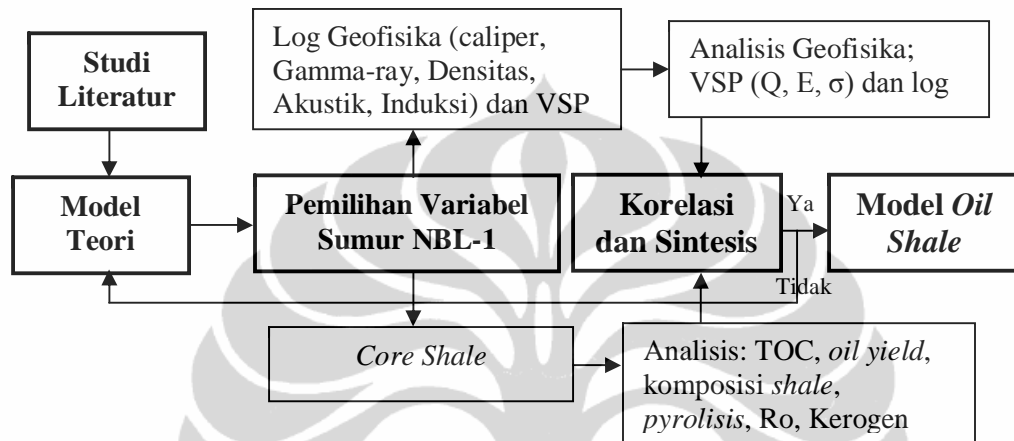 Studi
Literatur
Log Geofisika (caliper,
Gamma-ray, Densitas,
Akustik, Induksi) dan VSP
Analisis Geofisika;
VSP (Q, E, σ) dan log
Model
Teori
Pemilihan Variabel
Sumur NBL-1
Korelasi
dan Sintesis
Ya
Tidak
Model Oil
Shale
Core Shale
Analisis: TOC, oil yield,
komposisi shale,
pyrolisis, Ro, Kerogen